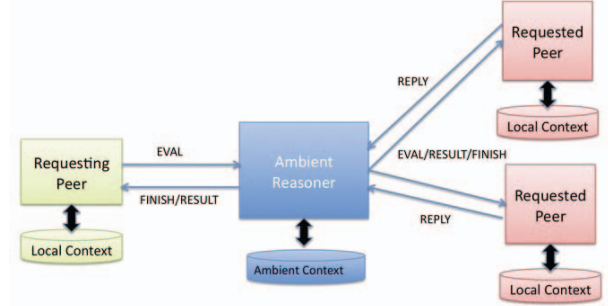 Requested
Peer
REPLY
Local Context
EVAL
Requesting
Peer
Ambient
Reasoner
EVAL/RESULT/FINISH
FINISH/RESULT
Requested
Peer
REPLY
Local Context
Ambient Context
Local Context